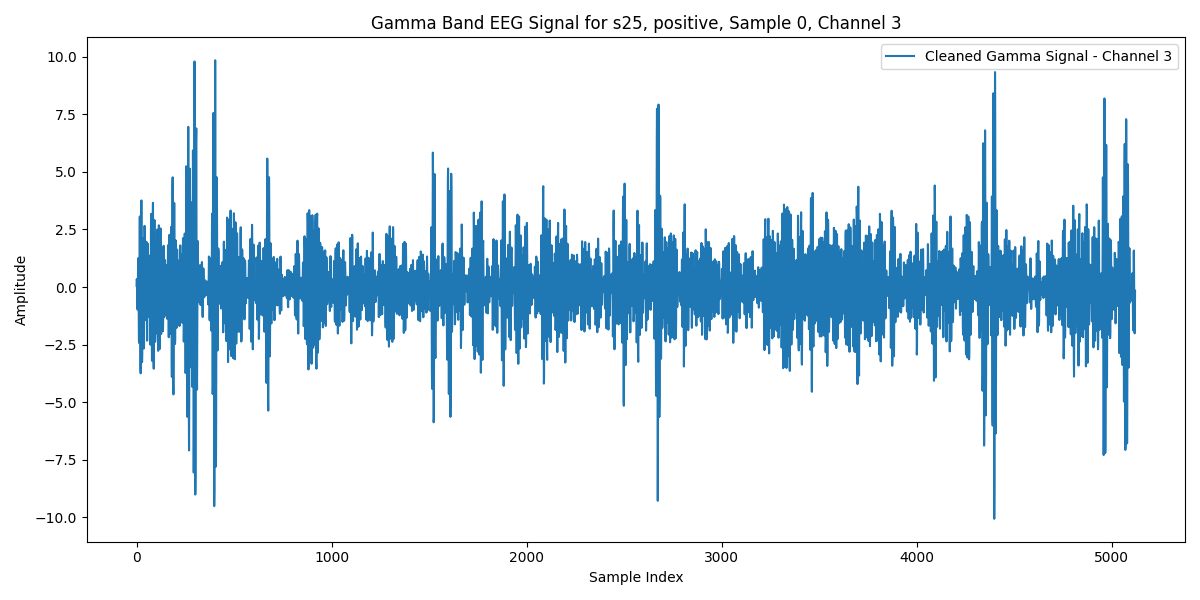 Gamma Band EEG Signal for s25, positive, Sample 0, Channel 3
Cleaned Gamma Signal - Channel 3
10.0
7.5
5.0
2.5
0.0
−2.5
−5.0
−7.5
−10.0
Amplitude
0 1000 2000 3000 4000 5000
Sample Index